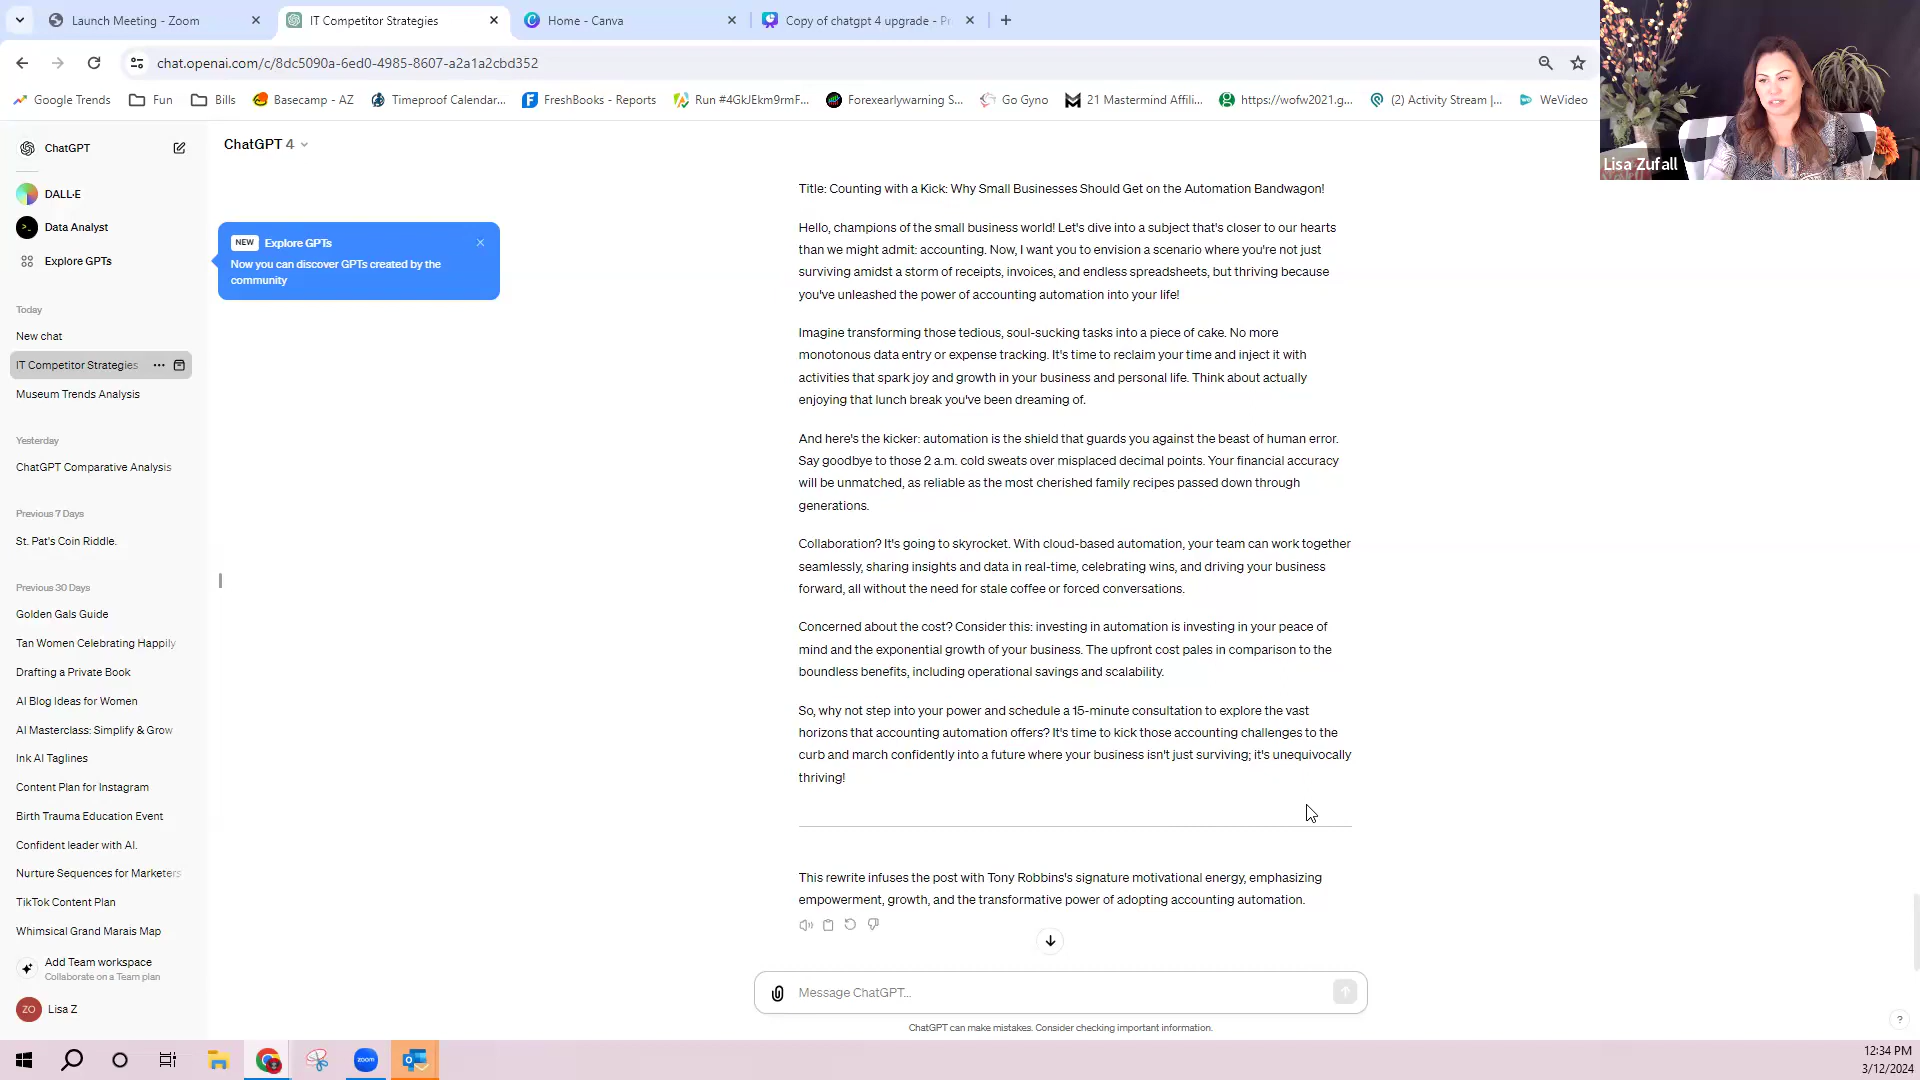 Launch Meeting - Zoom
IT Competitor Strategies
Home - Canva
Copy of chatgpt 4 upgrade - Pr
chat.openai.com/c/8dc5090a-6ed0-4985-8607-a2a1a2cbd352
Google Trends
Fun
Bills
Basecamp - AZ
Timeproof Calendar...
FreshBooks - Reports
Run #4GkJEkm9rmF...
Forexearlywarning S...
Go Gyno
21 Mastermind Affili...
https://wofw2021.g...
(2) Activity Stream |...
WeVideo
Lisa Zufall
ChatGPT
DALL·E
Data Analyst
Explore GPTs
Today
New chat
IT Competitor Strategies
Museum Trends Analysis
Yesterday
ChatGPT Comparative Analysis
Previous 7 Days
St. Pat's Coin Riddle.
Previous 30 Days
Golden Gals Guide
Tan Women Celebrating Happily
Drafting a Private Book
AI Blog Ideas for Women
AI Masterclass: Simplify & Grow
Ink AI Taglines
Content Plan for Instagram
Birth Trauma Education Event
Confident leader with AI.
Nurture Sequences for Marketers
TikTok Content Plan
Whimsical Grand Marais Map
Add Team workspace
Collaborate on a Team plan
ZO
Lisa Z
ChatGPT 4
NEW Explore GPTs
Now you can discover GPTs created by the
community
Title: Counting with a Kick: Why Small Businesses Should Get on the Automation Bandwagon!
Hello, champions of the small business world! Let's dive into a subject that's closer to our hearts
than we might admit: accounting. Now, I want you to envision a scenario where you're not just
surviving amidst a storm of receipts, invoices, and endless spreadsheets, but thriving because
you've unleashed the power of accounting automation into your life!
Imagine transforming those tedious, soul-sucking tasks into a piece of cake. No more
monotonous data entry or expense tracking. It's time to reclaim your time and inject it with
activities that spark joy and growth in your business and personal life. Think about actually
enjoying that lunch break you've been dreaming of.
And here's the kicker: automation is the shield that guards you against the beast of human error.
Say goodbye to those 2 a.m. cold sweats over misplaced decimal points. Your financial accuracy
will be unmatched, as reliable as the most cherished family recipes passed down through
generations.
Collaboration? It's going to skyrocket. With cloud-based automation, your team can work together
seamlessly, sharing insights and data in real-time, celebrating wins, and driving your business
forward, all without the need for stale coffee or forced conversations.
Concerned about the cost? Consider this: investing in automation is investing in your peace of
mind and the exponential growth of your business. The upfront cost pales in comparison to the
boundless benefits, including operational savings and scalability.
So, why not step into your power and schedule a 15-minute consultation to explore the vast
horizons that accounting automation offers? It's time to kick those accounting challenges to the
curb and march confidently into a future where your business isn't just surviving; it's unequivocally
thriving!
This rewrite infuses the post with Tony Robbins's signature motivational energy, emphasizing
empowerment, growth, and the transformative power of adopting accounting automation.
Message ChatGPT...
ChatGPT can make mistakes. Consider checking important information.
?
zoom
12:34 PM
3/12/2024